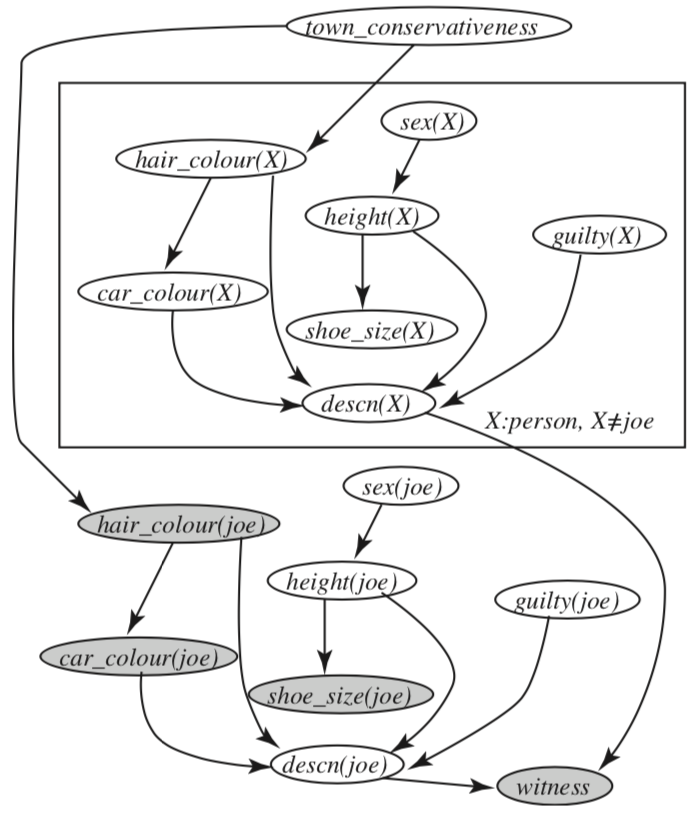 town_conservativeness
sex(X)
hair_colour(X)
height(X)
guilty(X)
car_colour(X)
shoe_size(X)
descn(X)
X:person, X≠joe
sex(joe)
hair_colour(joe)
height(joe)
guilty(joe)
car_colour(joe)
shoe_size(joe)
descn(joe)
witness